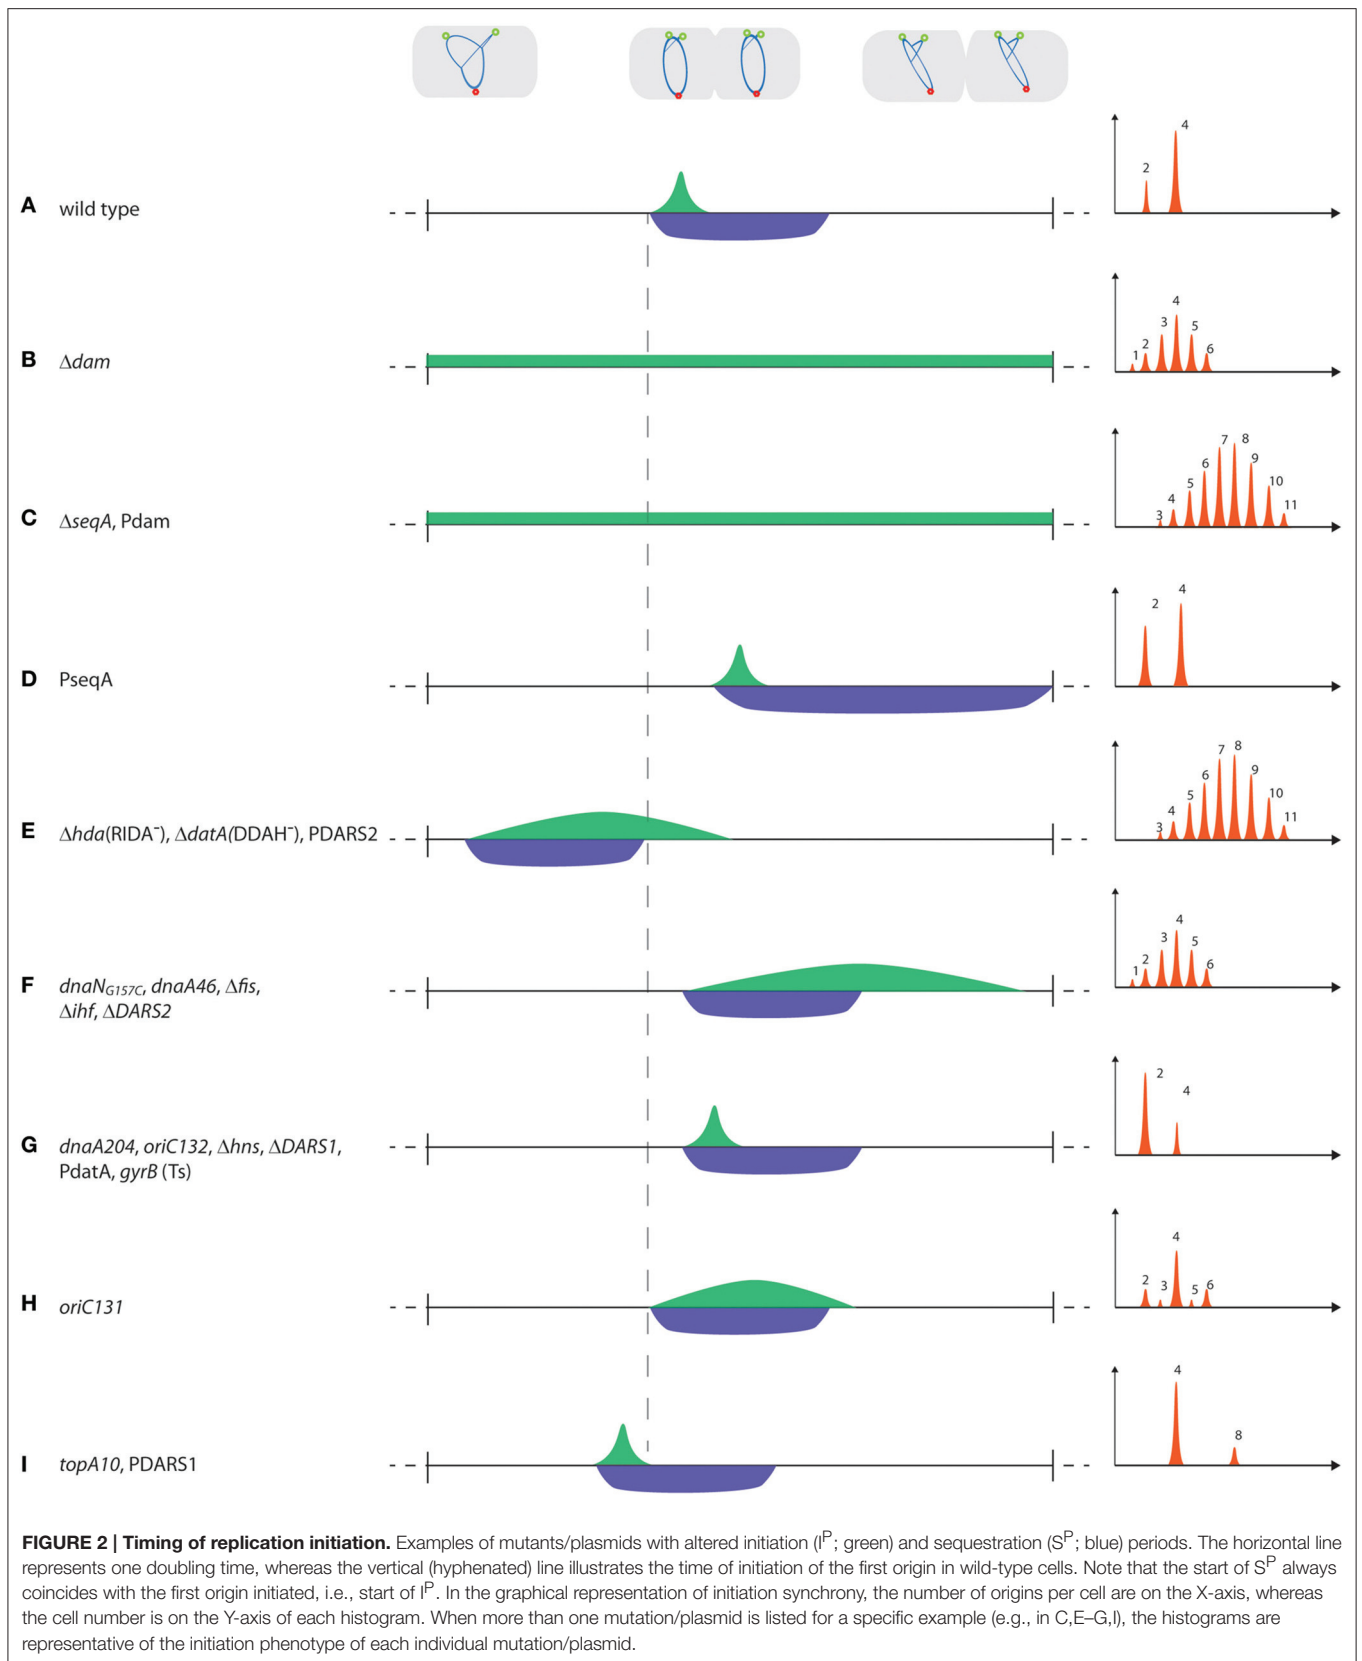 4
2
A wild type
4
3 5
2 6
1
B Δdam
7 8
6 9
5 10
4 11
3
C ΔseqA, Pdam
4
2
D PseqA
7 8
6 9
5 10
4 11
3
E Δhda(RIDA⁻), ΔdatA(DDAH⁻), PDARS2
4
3 5
2 6
1
F dnaN_G157C, dnaA46, Δfis,
Δihf, ΔDARS2
2
4
G dnaA204, oriC132, Δhns, ΔDARS1,
PdatA, gyrB (Ts)
4
2 3 5 6
H oriC131
4
8
I topA10, PDARS1
FIGURE 2 | Timing of replication initiation. Examples of mutants/plasmids with altered initiation (I^P; green) and sequestration (S^P; blue) periods. The horizontal line
represents one doubling time, whereas the vertical (hyphenated) line illustrates the time of initiation of the first origin in wild-type cells. Note that the start of S^P always
coincides with the first origin initiated, i.e., start of I^P. In the graphical representation of initiation synchrony, the number of origins per cell are on the X-axis, whereas
the cell number is on the Y-axis of each histogram. When more than one mutation/plasmid is listed for a specific example (e.g., in C,E–G,I), the histograms are
representative of the initiation phenotype of each individual mutation/plasmid.